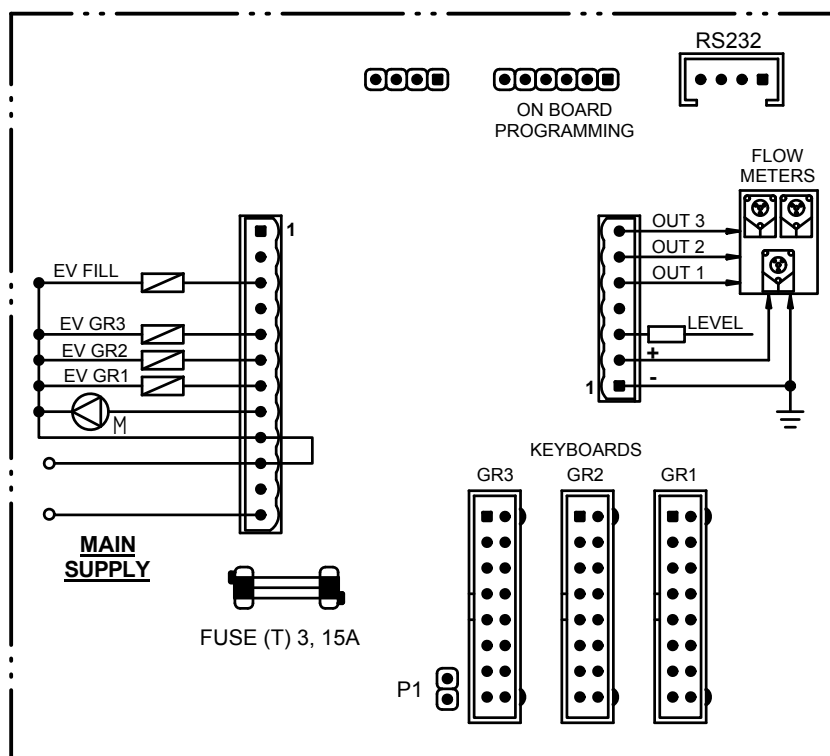 RS232
ON BOARD
PROGRAMMING
FLOW
METERS
1
OUT 3
OUT 2
OUT 1
EV FILL
EV GR3
EV GR2
EV GR1
M
LEVEL
+
-
1
MAIN
SUPPLY
KEYBOARDS
GR3 GR2 GR1
FUSE (T) 3, 15A
P1